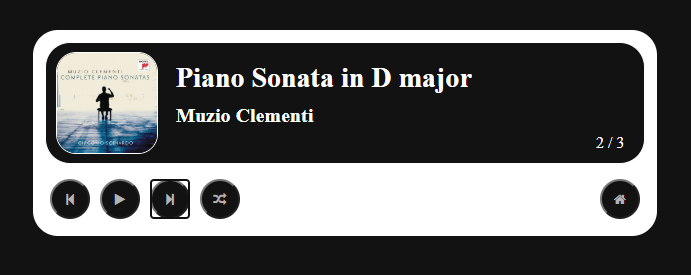 MUZIO CLEMENTI
COMPLETE PIANO SONATAS
Piano Sonata in D major
Muzio Clementi
2 / 3